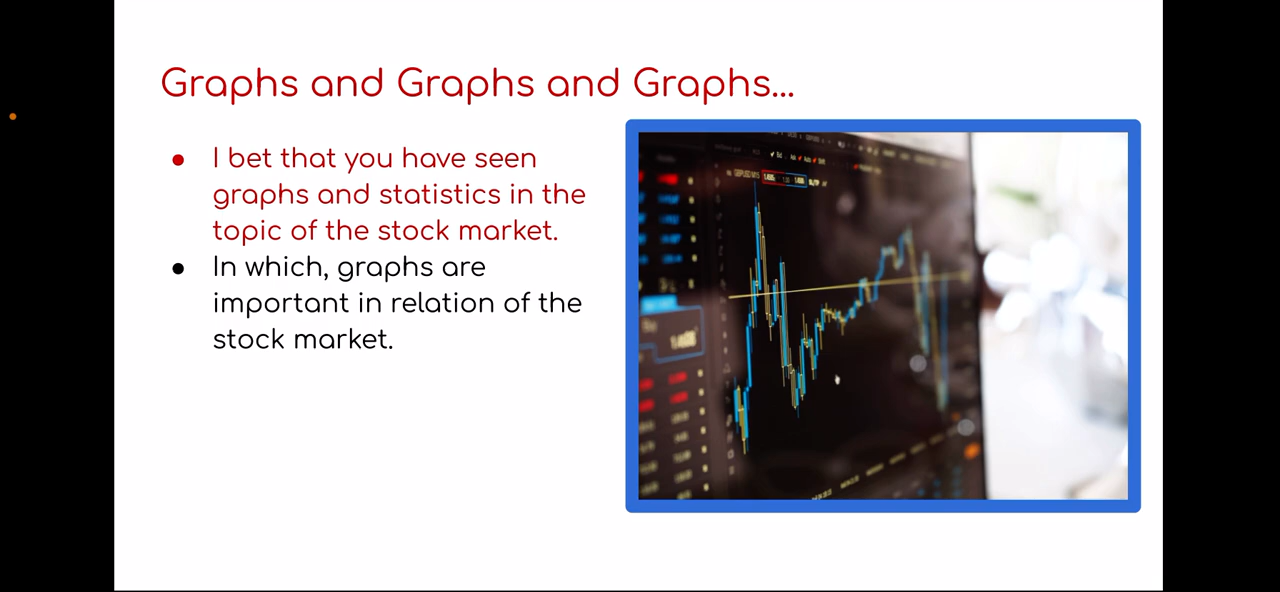 Graphs and Graphs and Graphs...
● I bet that you have seen
graphs and statistics in the
topic of the stock market.
● In which, graphs are
important in relation of the
stock market.